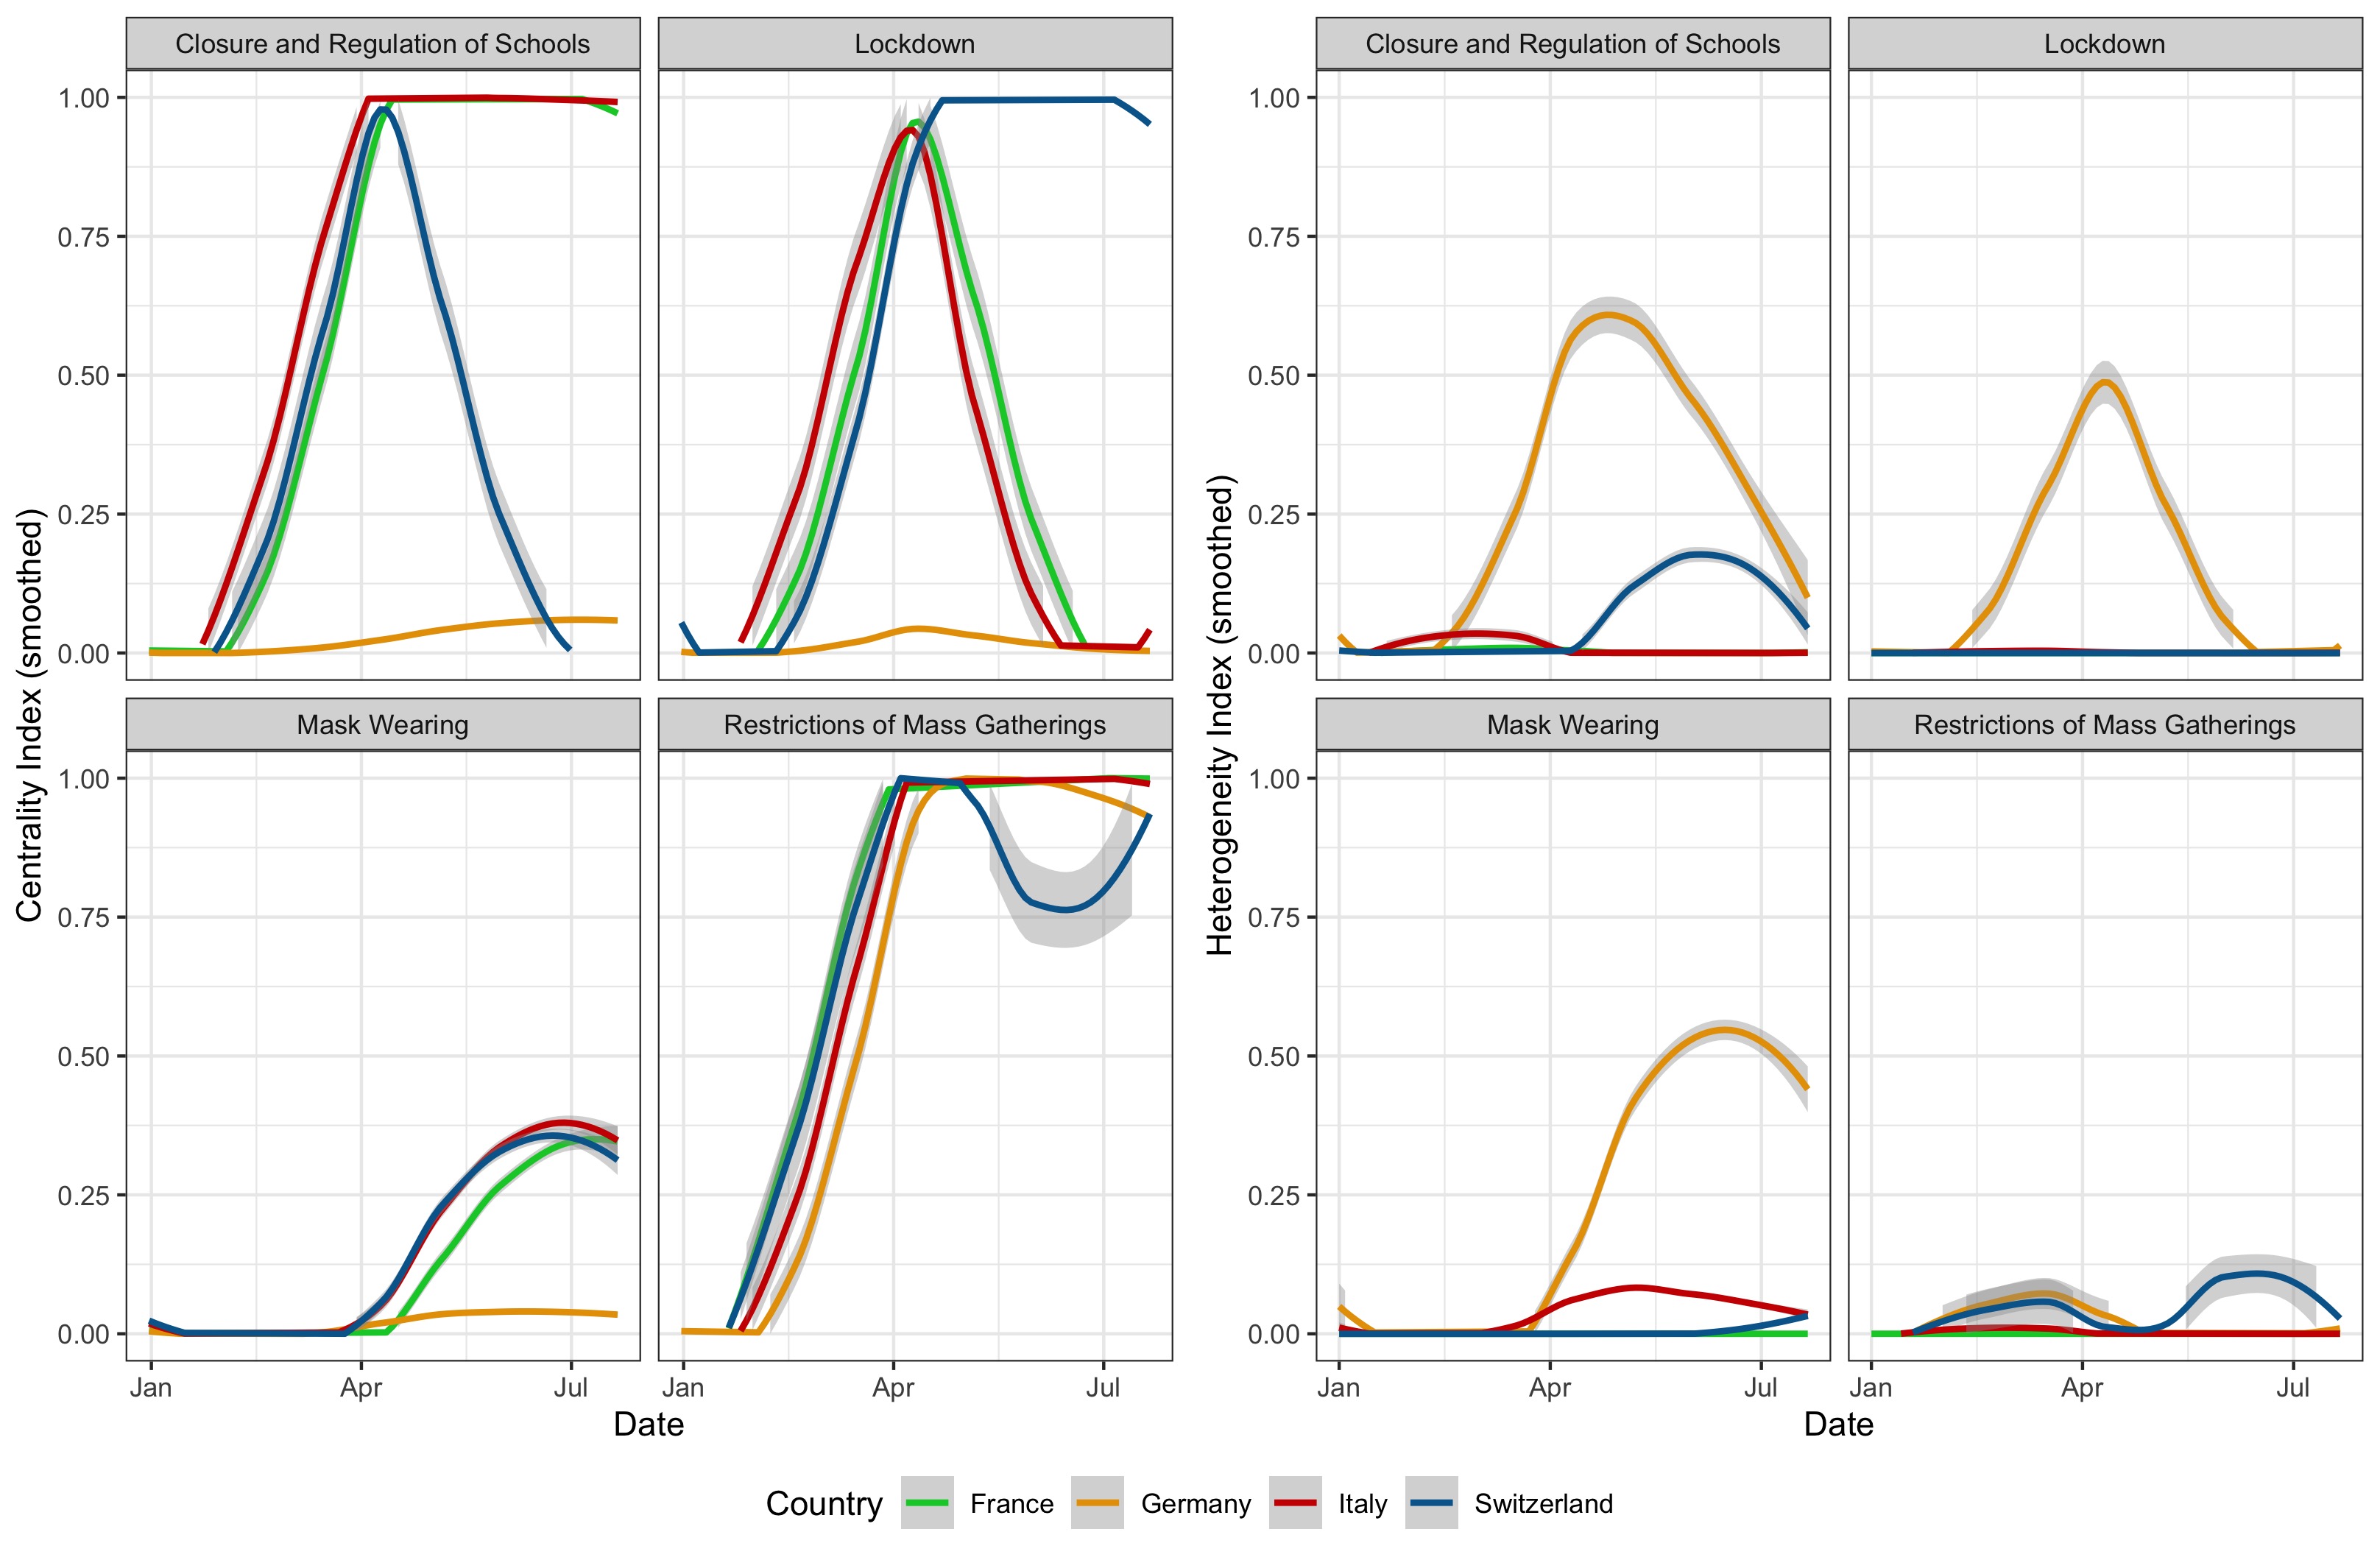 Closure and Regulation of Schools
Lockdown
Closure and Regulation of Schools
Lockdown
1.00
0.75
0.50
0.25
0.00
1.00
0.75
0.50
0.25
0.00
Centrality Index (smoothed)
Heterogeneity Index (smoothed)
Mask Wearing
Restrictions of Mass Gatherings
Mask Wearing
Restrictions of Mass Gatherings
1.00
0.75
0.50
0.25
0.00
1.00
0.75
0.50
0.25
0.00
Jan Apr Jul
Jan Apr Jul
Jan Apr Jul
Jan Apr Jul
Date
Date
Country France Germany Italy Switzerland